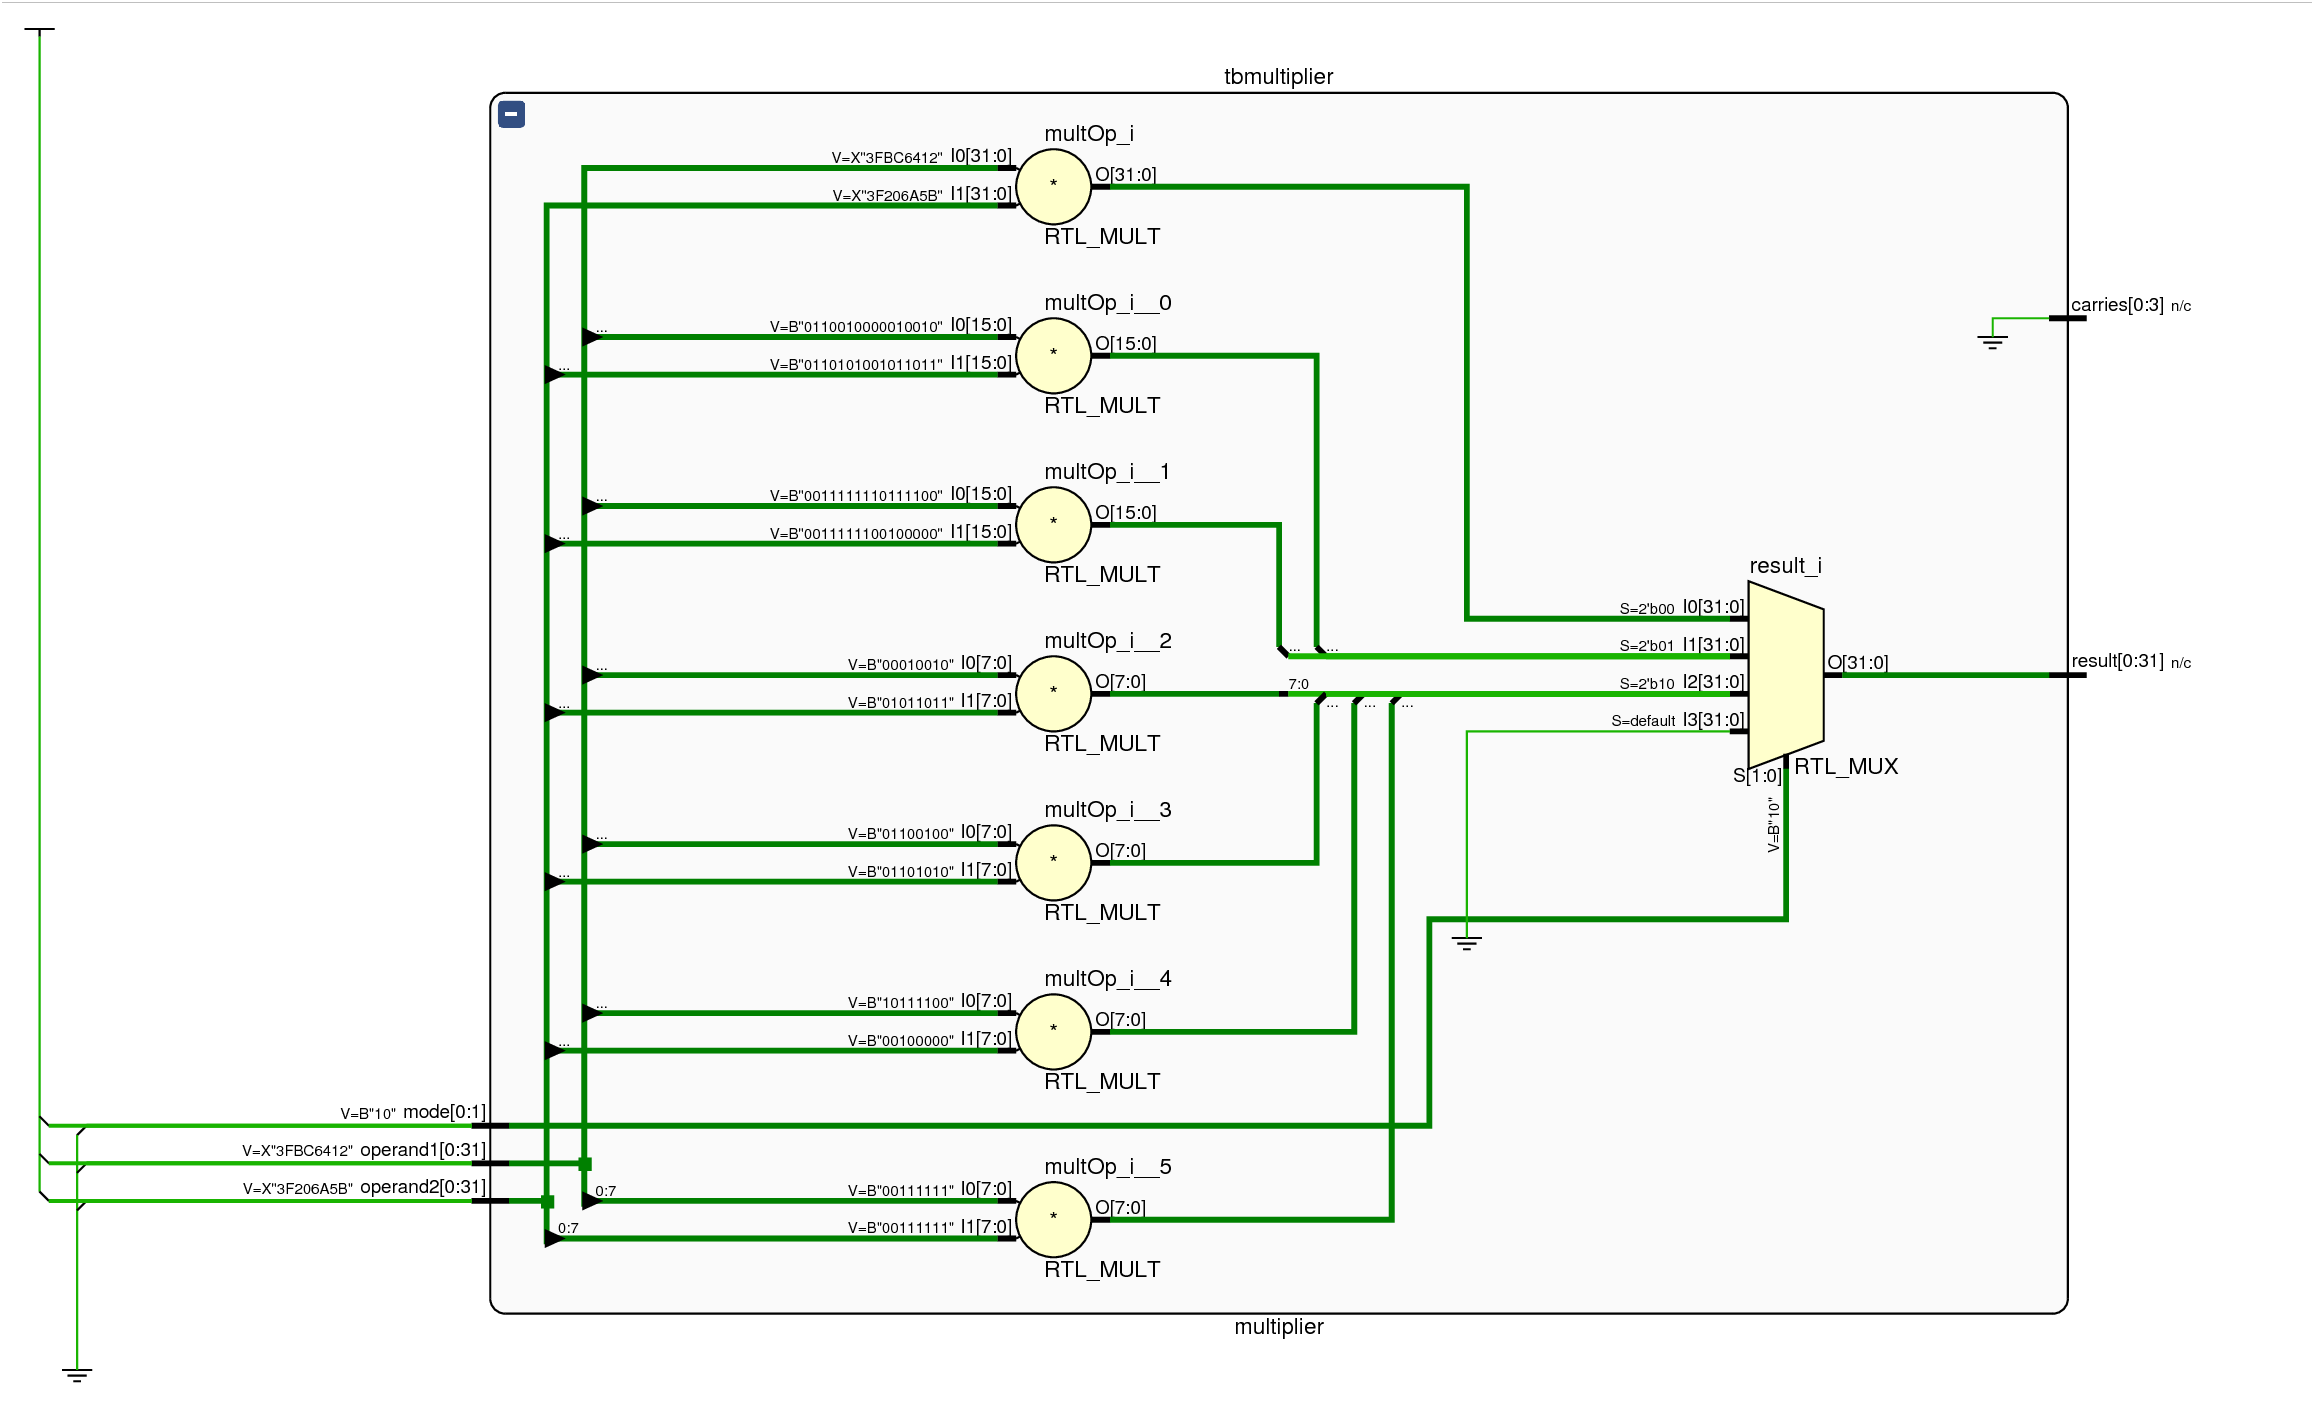 tbmultiplier
multOp_i
V=X"3FBC6412" I0[31:0]
V=X"3F206A5B" I1[31:0]
*
O[31:0]
RTL_MULT
multOp_i__0
... V=B"0110010000010010" I0[15:0]
... V=B"0110101001011011" I1[15:0]
*
O[15:0]
RTL_MULT
carries[0:3] n/c
multOp_i__1
... V=B"0011111110111100" I0[15:0]
... V=B"0011111100100000" I1[15:0]
*
O[15:0]
RTL_MULT
result_i
S=2'b00 I0[31:0]
... ... S=2'b01 I1[31:0]
7:0 S=2'b10 I2[31:0]
... ... ...
S=default I3[31:0]
O[31:0]
result[0:31] n/c
S[1:0]
RTL_MUX
V=B"10"
multOp_i__2
... V=B"00010010" I0[7:0]
... V=B"01011011" I1[7:0]
*
O[7:0]
RTL_MULT
multOp_i__3
... V=B"01100100" I0[7:0]
... V=B"01101010" I1[7:0]
*
O[7:0]
RTL_MULT
multOp_i__4
... V=B"10111100" I0[7:0]
... V=B"00100000" I1[7:0]
*
O[7:0]
RTL_MULT
V=B"10" mode[0:1]
V=X"3FBC6412" operand1[0:31]
V=X"3F206A5B" operand2[0:31]
multOp_i__5
0:7 V=B"00111111" I0[7:0]
0:7 V=B"00111111" I1[7:0]
*
O[7:0]
RTL_MULT
multiplier